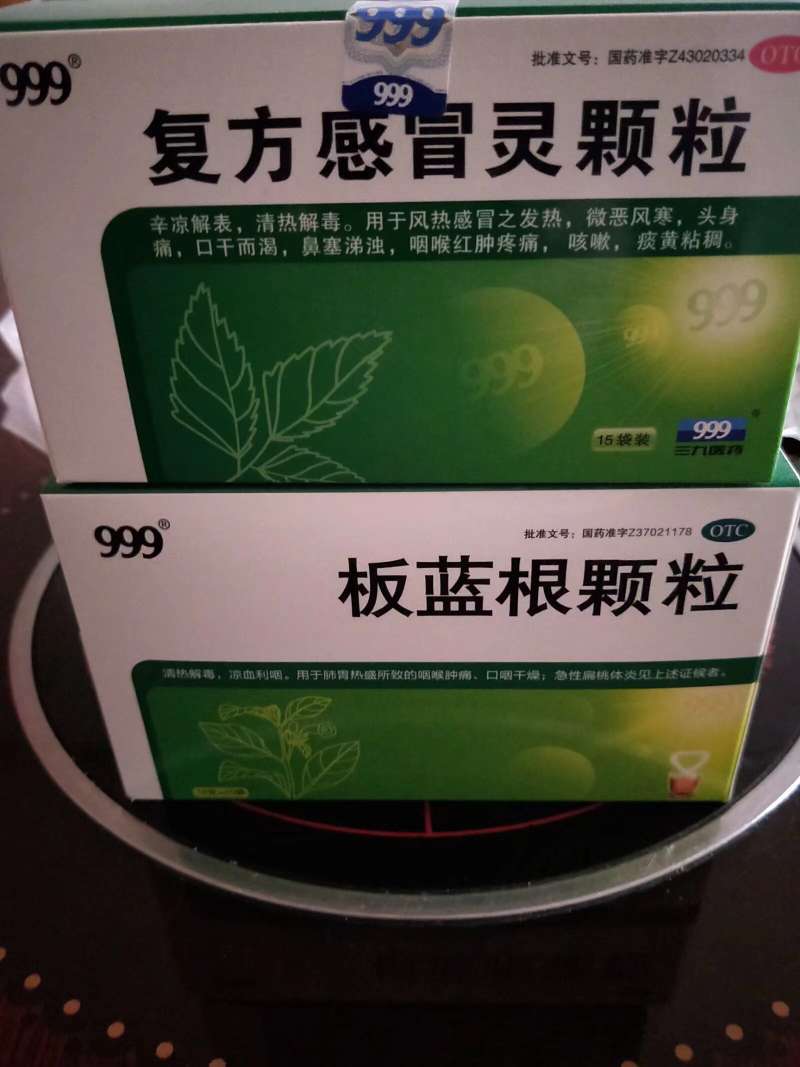 999
999®
999
批准文号：国药准字Z43020334 OTC
复方感冒灵颗粒
辛凉解表，清热解毒。用于风热感冒之发热，微恶风寒，头身
痛，口干而渴，鼻塞涕浊，咽喉红肿疼痛，咳嗽，痰黄粘稠。
999
999
999
15袋装
999®
三九医药
999®
批准文号：国药准字Z37021178 OTC
板蓝根颗粒
清热解毒，凉血利咽。用于肺胃热盛所致的咽喉肿痛、口咽干燥；急性扁桃体炎见上述证候者。